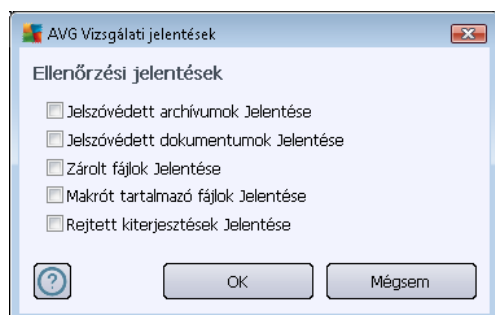 AVG Vizsgálati jelentések
Ellenőrzési jelentések
Jelszóvédett archívumok Jelentése
Jelszóvédett dokumentumok Jelentése
Zárolt fájlok Jelentése
Makrót tartalmazó fájlok Jelentése
Rejtett kiterjesztések Jelentése
? OK Mégsem